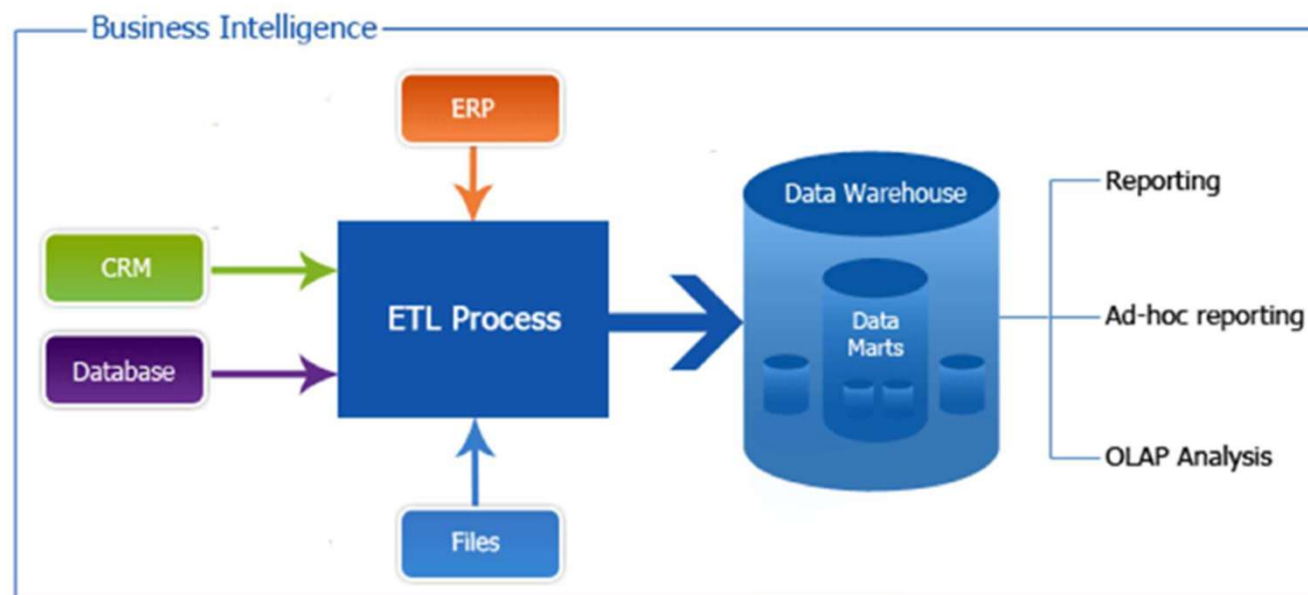 Business Intelligence
ERP
CRM
Database
ETL Process
Files
Data Warehouse
Data
Marts
Reporting
Ad-hoc reporting
OLAP Analysis